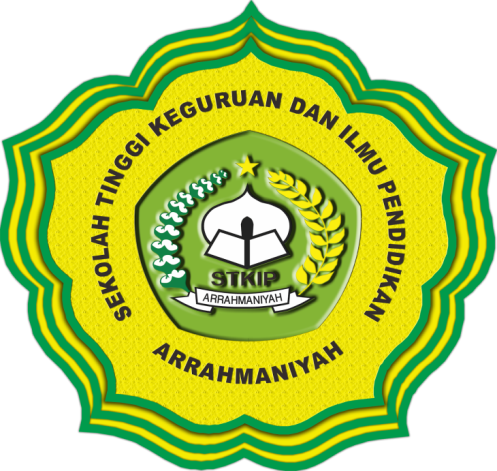 SEKOLAH TINGGI KEGURUAN DAN ILMU PENDIDIKAN
STKIP
ARRAHMANIYAH
ARRAHMANIYAH